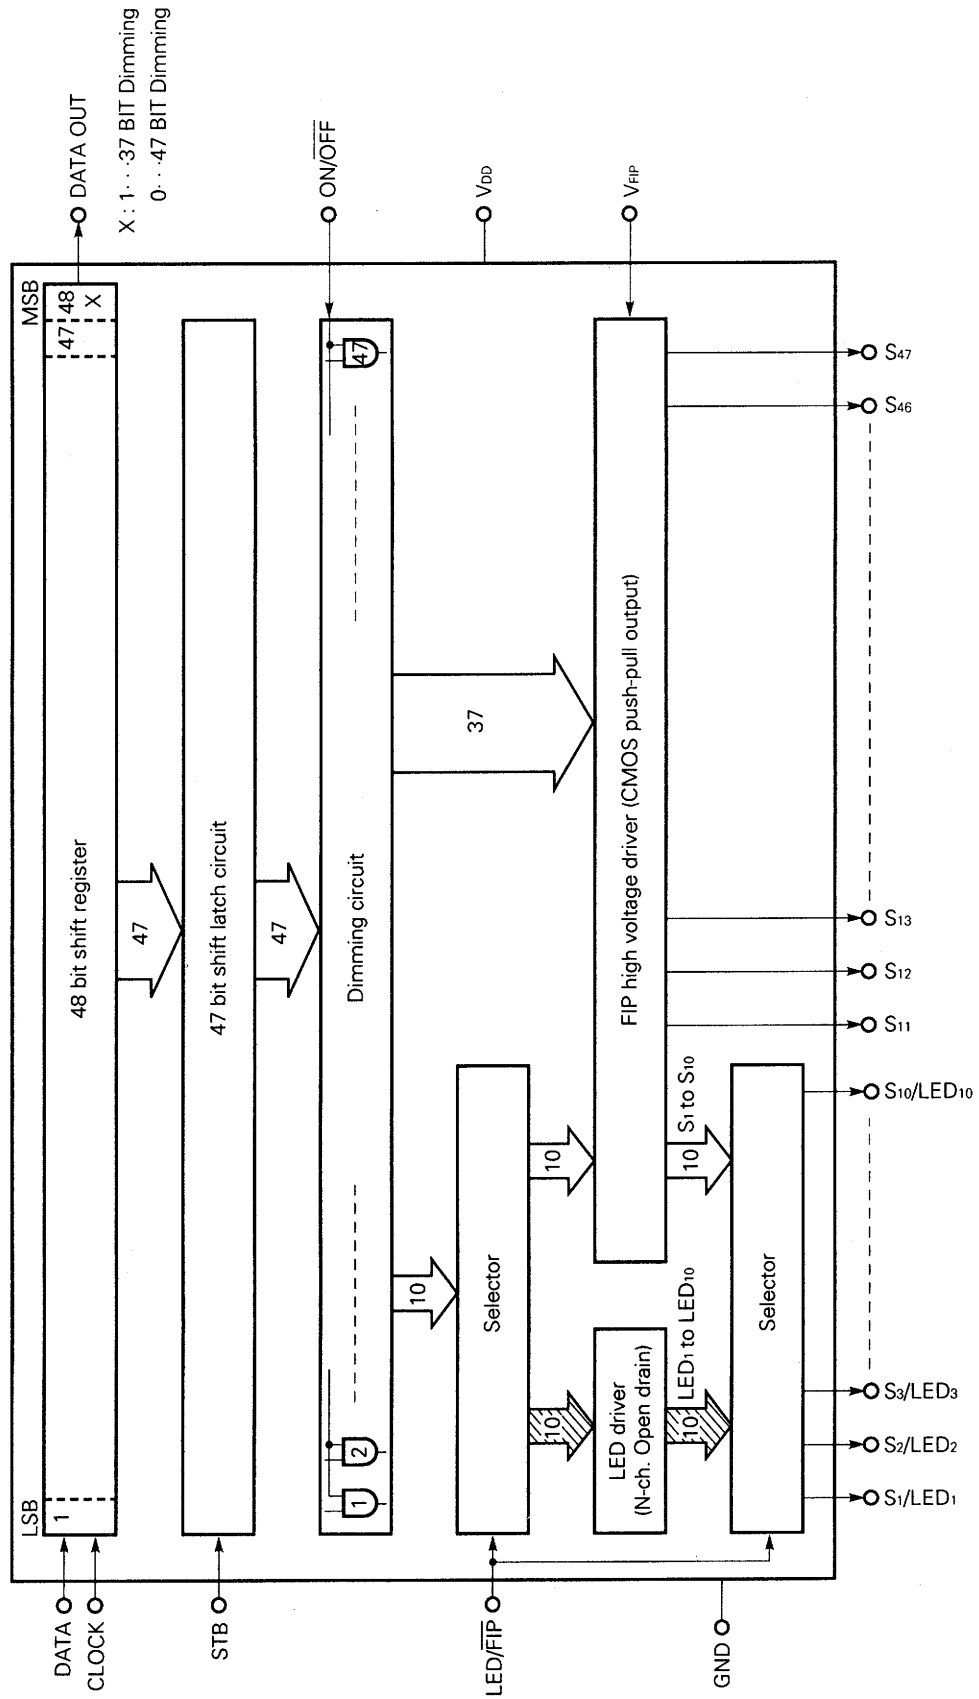 LSB
MSB
DATA
CLOCK
1
48 bit shift register
47
48
X
DATA OUT
X : 1· · ·37 BIT Dimming
0· · ·47 BIT Dimming
47
STB
47 bit shift latch circuit
47
ON/O̅F̅F̅
1
2
Dimming circuit
47
10
37
VDD
LED/F̅I̅P̅
Selector
10
10
LED driver
(N-ch. Open drain)
FIP high voltage driver (CMOS push-pull output)
VFIP
10
LED1 to LED10
10
S1 to S10
GND
Selector
S1/LED1
S2/LED2
S3/LED3
S10/LED10
S11
S12
S13
S46
S47